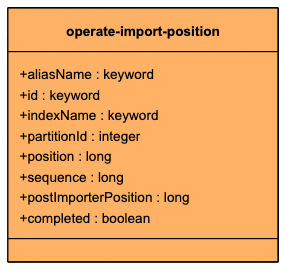 operate-import-position
+aliasName : keyword
+id : keyword
+indexName : keyword
+partitionId : integer
+position : long
+sequence : long
+postImporterPosition : long
+completed : boolean